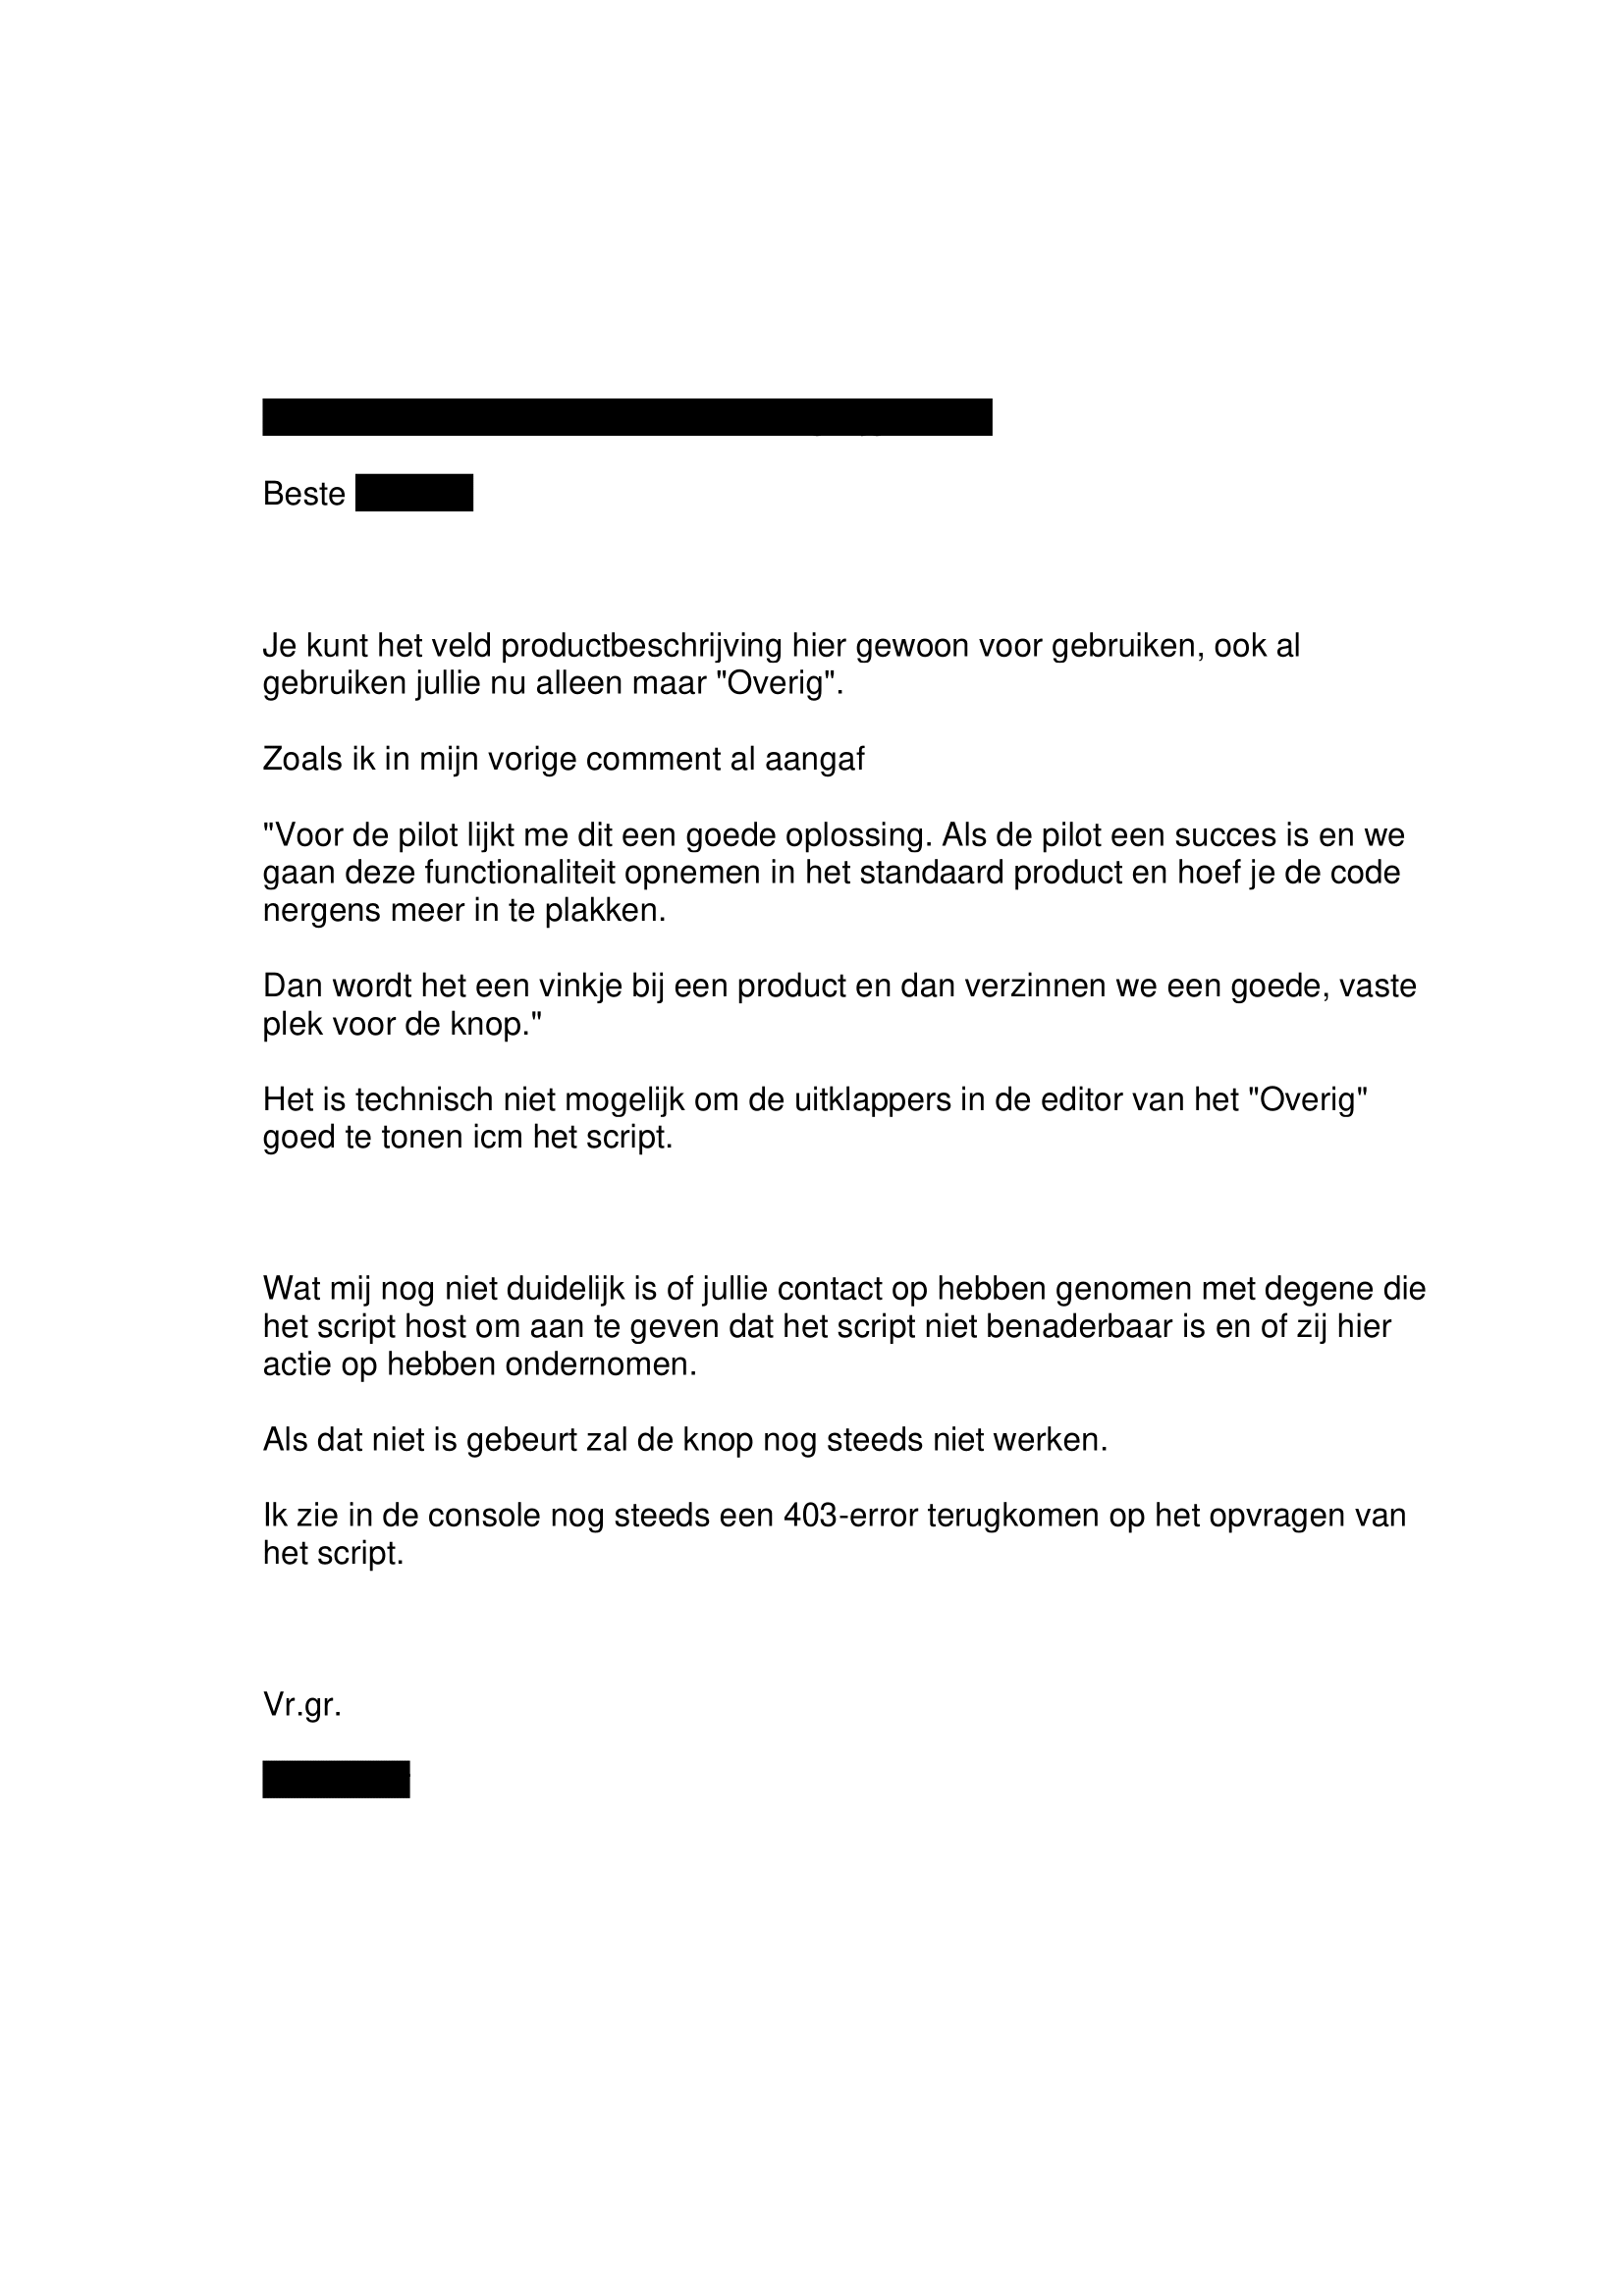 Beste
Je kunt het veld productbeschrijving hier gewoon voor gebruiken, ook al
gebruiken jullie nu alleen maar "Overig".
Zoals ik in mijn vorige comment al aangaf
"Voor de pilot lijkt me dit een goede oplossing. Als de pilot een succes is en we
gaan deze functionaliteit opnemen in het standaard product en hoef je de code
nergens meer in te plakken.
Dan wordt het een vinkje bij een product en dan verzinnen we een goede, vaste
plek voor de knop."
Het is technisch niet mogelijk om de uitklappers in de editor van het "Overig"
goed te tonen icm het script.
Wat mij nog niet duidelijk is of jullie contact op hebben genomen met degene die
het script host om aan te geven dat het script niet benaderbaar is en of zij hier
actie op hebben ondernomen.
Als dat niet is gebeurt zal de knop nog steeds niet werken.
Ik zie in de console nog steeds een 403-error terugkomen op het opvragen van
het script.
Vr.gr.